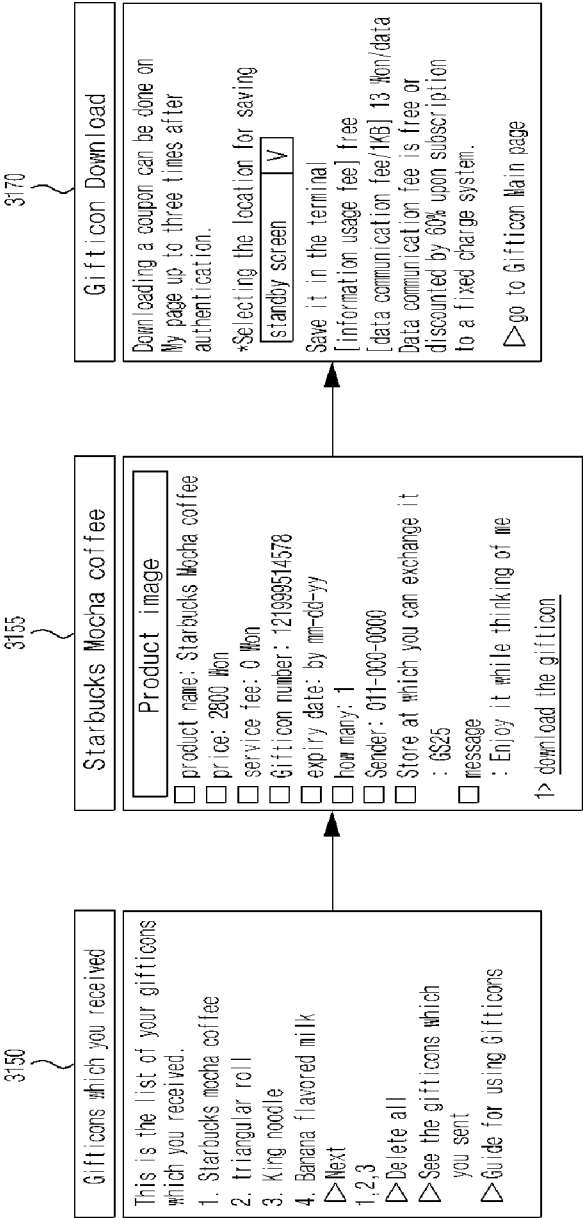 3150
Gifticons which you received
This is the list of your gifticons
which you received.
1. Starbucks mocha coffee
2. triangular roll
3. King noodle
4. Banana flavored milk
▷Next
1,2,3
▷Delete all
▷See the gifticons which
you sent
▷Guide for using Gifticons
3155
Starbucks Mocha coffee
Product image
□ product name: Starbucks Mocha coffee
□ price: 2800 Won
□ service fee: 0 Won
□ Gifticon number: 121999514578
□ expiry date: by mm-dd-yy
□ how many: 1
□ Sender: 011-000-0000
□ Store at which you can exchange it
: GS25
□ message
: Enjoy it while thinking of me
1> download the gifticon
3170
Gifticon Download
Downloading a coupon can be done on
My page up to three times after
authentication.
*Selecting the location for saving
standby screen V
Save it in the terminal
[information usage fee] free
[data communication fee/1KB] 13 Won/data
Data communication fee is free or
discounted by 60% upon subscription
to a fixed charge system.
▷go to Gifticon Main page